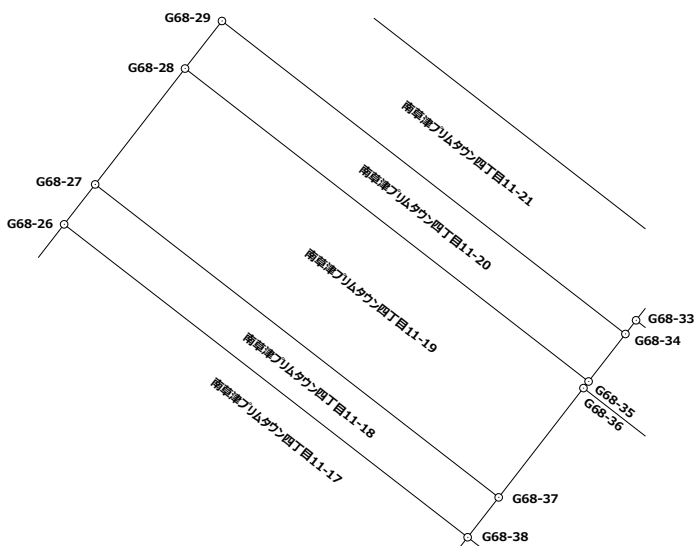 G68-29
G68-28
南草津プリムタウン四丁目11-21
G68-27
南草津プリムタウン四丁目11-20
G68-26
南草津プリムタウン四丁目11-19
G68-33
G68-34
南草津プリムタウン四丁目11-18
G68-35
G68-36
南草津プリムタウン四丁目11-17
G68-37
G68-38